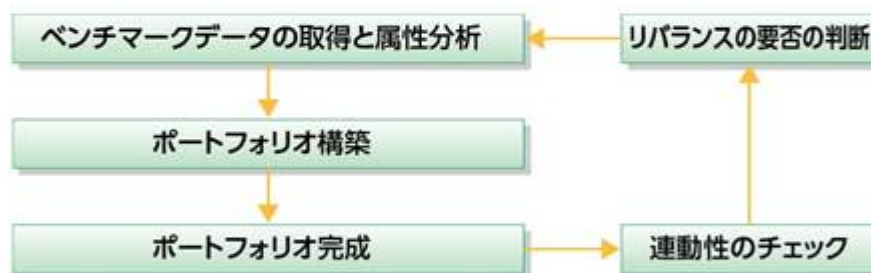 ベンチマークデータの取得と属性分析
リバランスの要否の判断
ポートフォリオ構築
ポートフォリオ完成
連動性のチェック